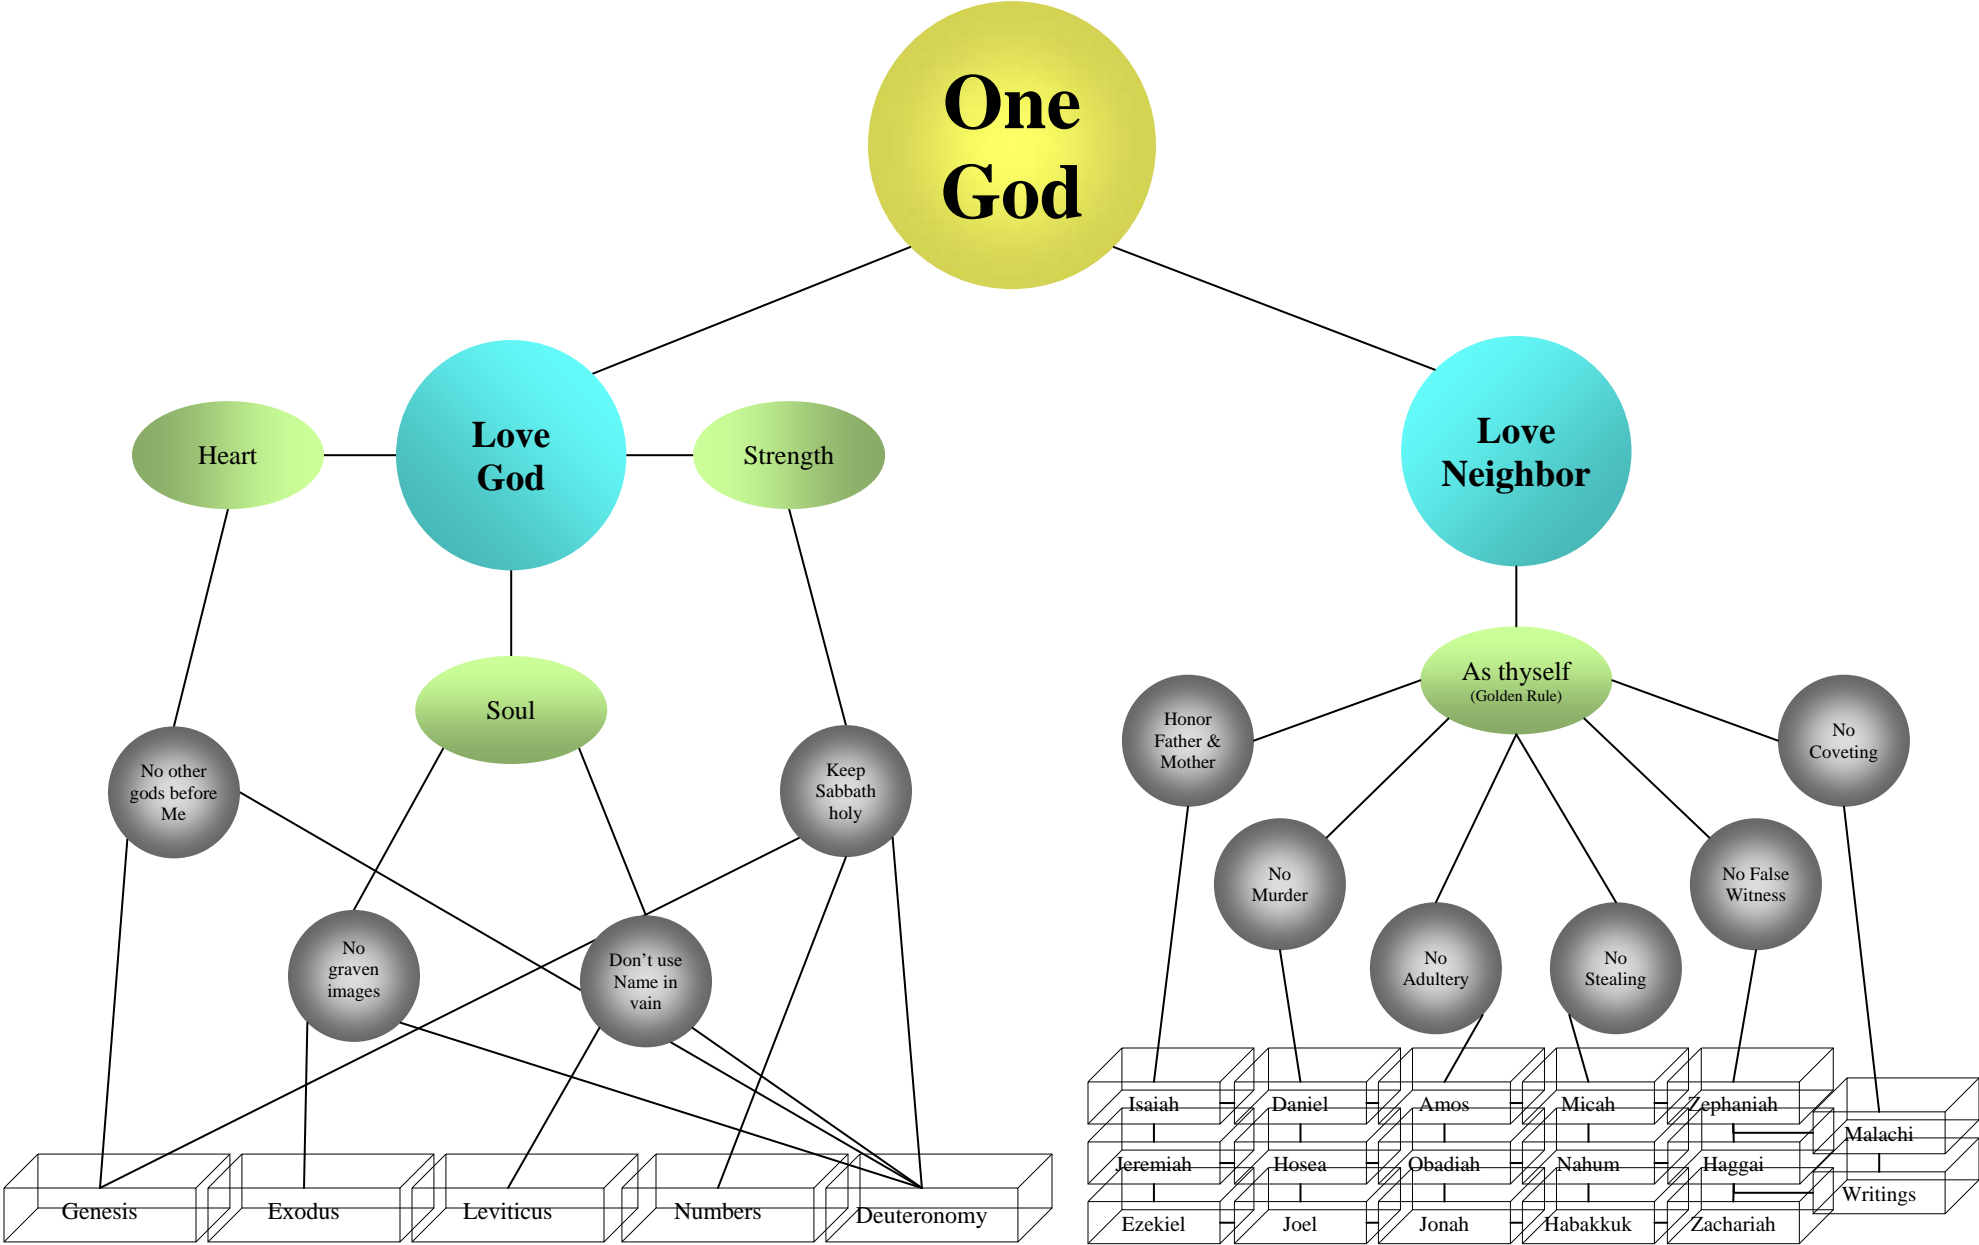 One
God
Love
God
Love
Neighbor
Heart
Strength
Soul
As thyself
(Golden Rule)
No other
gods before
Me
Keep
Sabbath
holy
No
graven
images
Don’t use
Name in
vain
Honor
Father &
Mother
No
Coveting
No
Murder
No False
Witness
No
Adultery
No
Stealing
Genesis
Exodus
Leviticus
Numbers
Deuteronomy
Isaiah
Daniel
Amos
Micah
Zephaniah
Malachi
Jeremiah
Hosea
Obadiah
Nahum
Haggai
Writings
Ezekiel
Joel
Jonah
Habakkuk
Zachariah